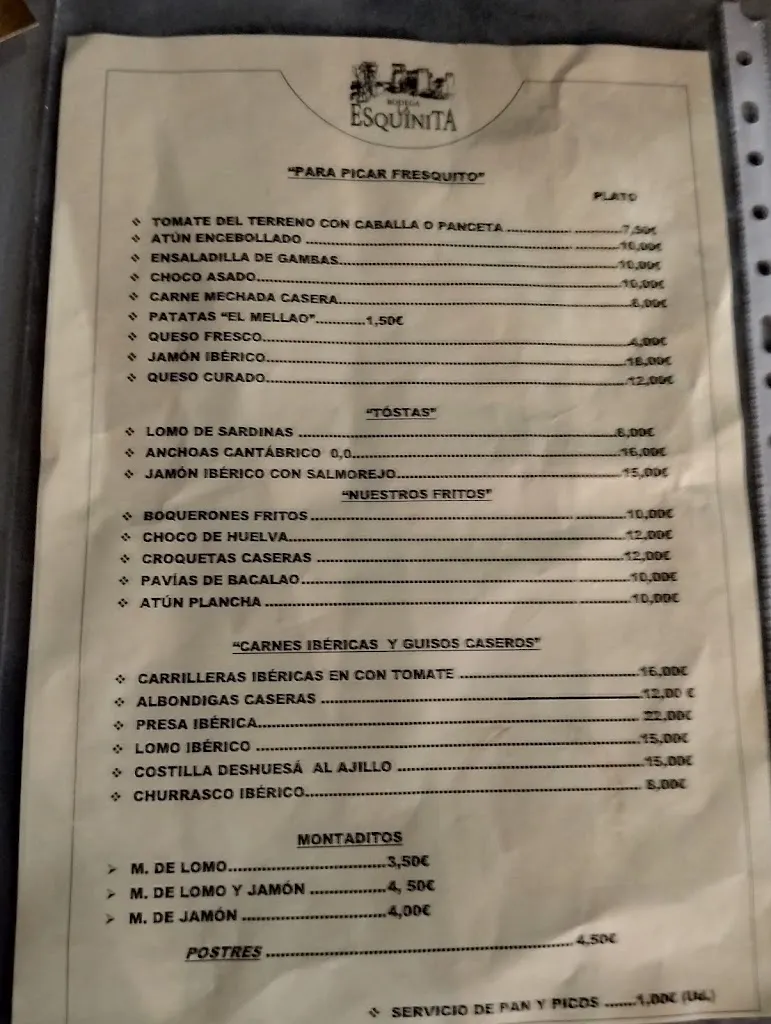 BODEGA
LA
ESQUINITA
"PARA PICAR FRESQUITO"
PLATO
❖ TOMATE DEL TERRENO CON CABALLA O PANCETA ........................ 7,50€
❖ ATÚN ENCEBOLLADO ........................ 10,00€
❖ ENSALADILLA DE GAMBAS........................10,00€
❖ CHOCO ASADO........................10,00€
❖ CARNE MECHADA CASERA........................8,00€
❖ PATATAS "EL MELLAO"............1,50€
❖ QUESO FRESCO........................4,00€
❖ JAMÓN IBÉRICO........................18,00€
❖ QUESO CURADO........................12,00€
"TÓSTAS"
❖ LOMO DE SARDINAS ........................ 
❖ ANCHOAS CANTÁBRICO 0,0........................16,00€
❖ JAMÓN IBÉRICO CON SALMOREJO........................15,00€
"NUESTROS FRITOS"
❖ BOQUERONES FRITOS........................10,00€
❖ CHOCO DE HUELVA........................12,00€
❖ CROQUETAS CASERAS ........................12,00€
❖ PAVÍAS DE BACALAO........................10,00€
❖ ATÚN PLANCHA ........................10,00€
"CARNES IBÉRICAS Y GUISOS CASEROS"
❖ CARRILLERAS IBÉRICAS EN CON TOMATE ........................16,00€
❖ ALBONDIGAS CASERAS ........................12,00 €
❖ PRESA IBÉRICA........................ 22,00€
❖ LOMO IBÉRICO ........................15,00€
❖ COSTILLA DESHUESÁ AL AJILLO ........................15,00€
❖ CHURRASCO IBÉRICO........................ 
MONTADITOS
➢ M. DE LOMO........................3,50€
➢ M. DE LOMO Y JAMÓN ............4, 50€
➢ M. DE JAMÓN ........................4,00€
POSTRES ........................4,50€
❖ SERVICIO DE PAN Y PICOS .......1,00€ (Ud.)